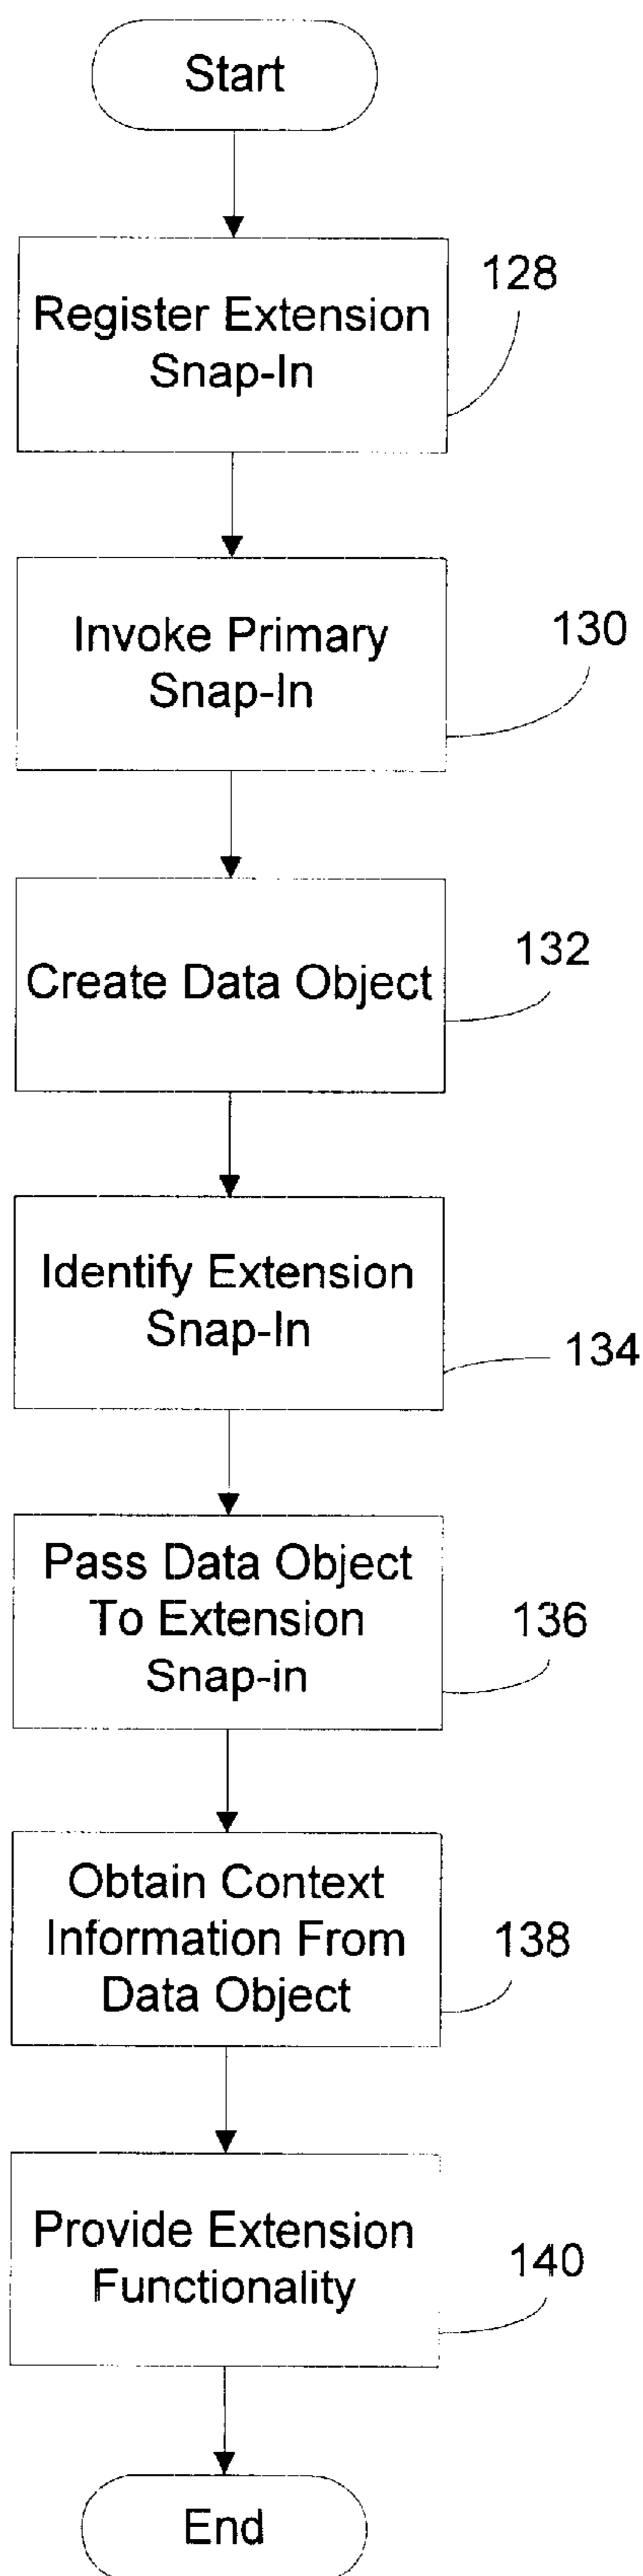 Start
128
Register Extension
Snap-In
130
Invoke Primary
Snap-In
132
Create Data Object
Identify Extension
Snap-In
134
Pass Data Object
To Extension
Snap-in
136
Obtain Context
Information From
Data Object
138
Provide Extension
Functionality
140
End